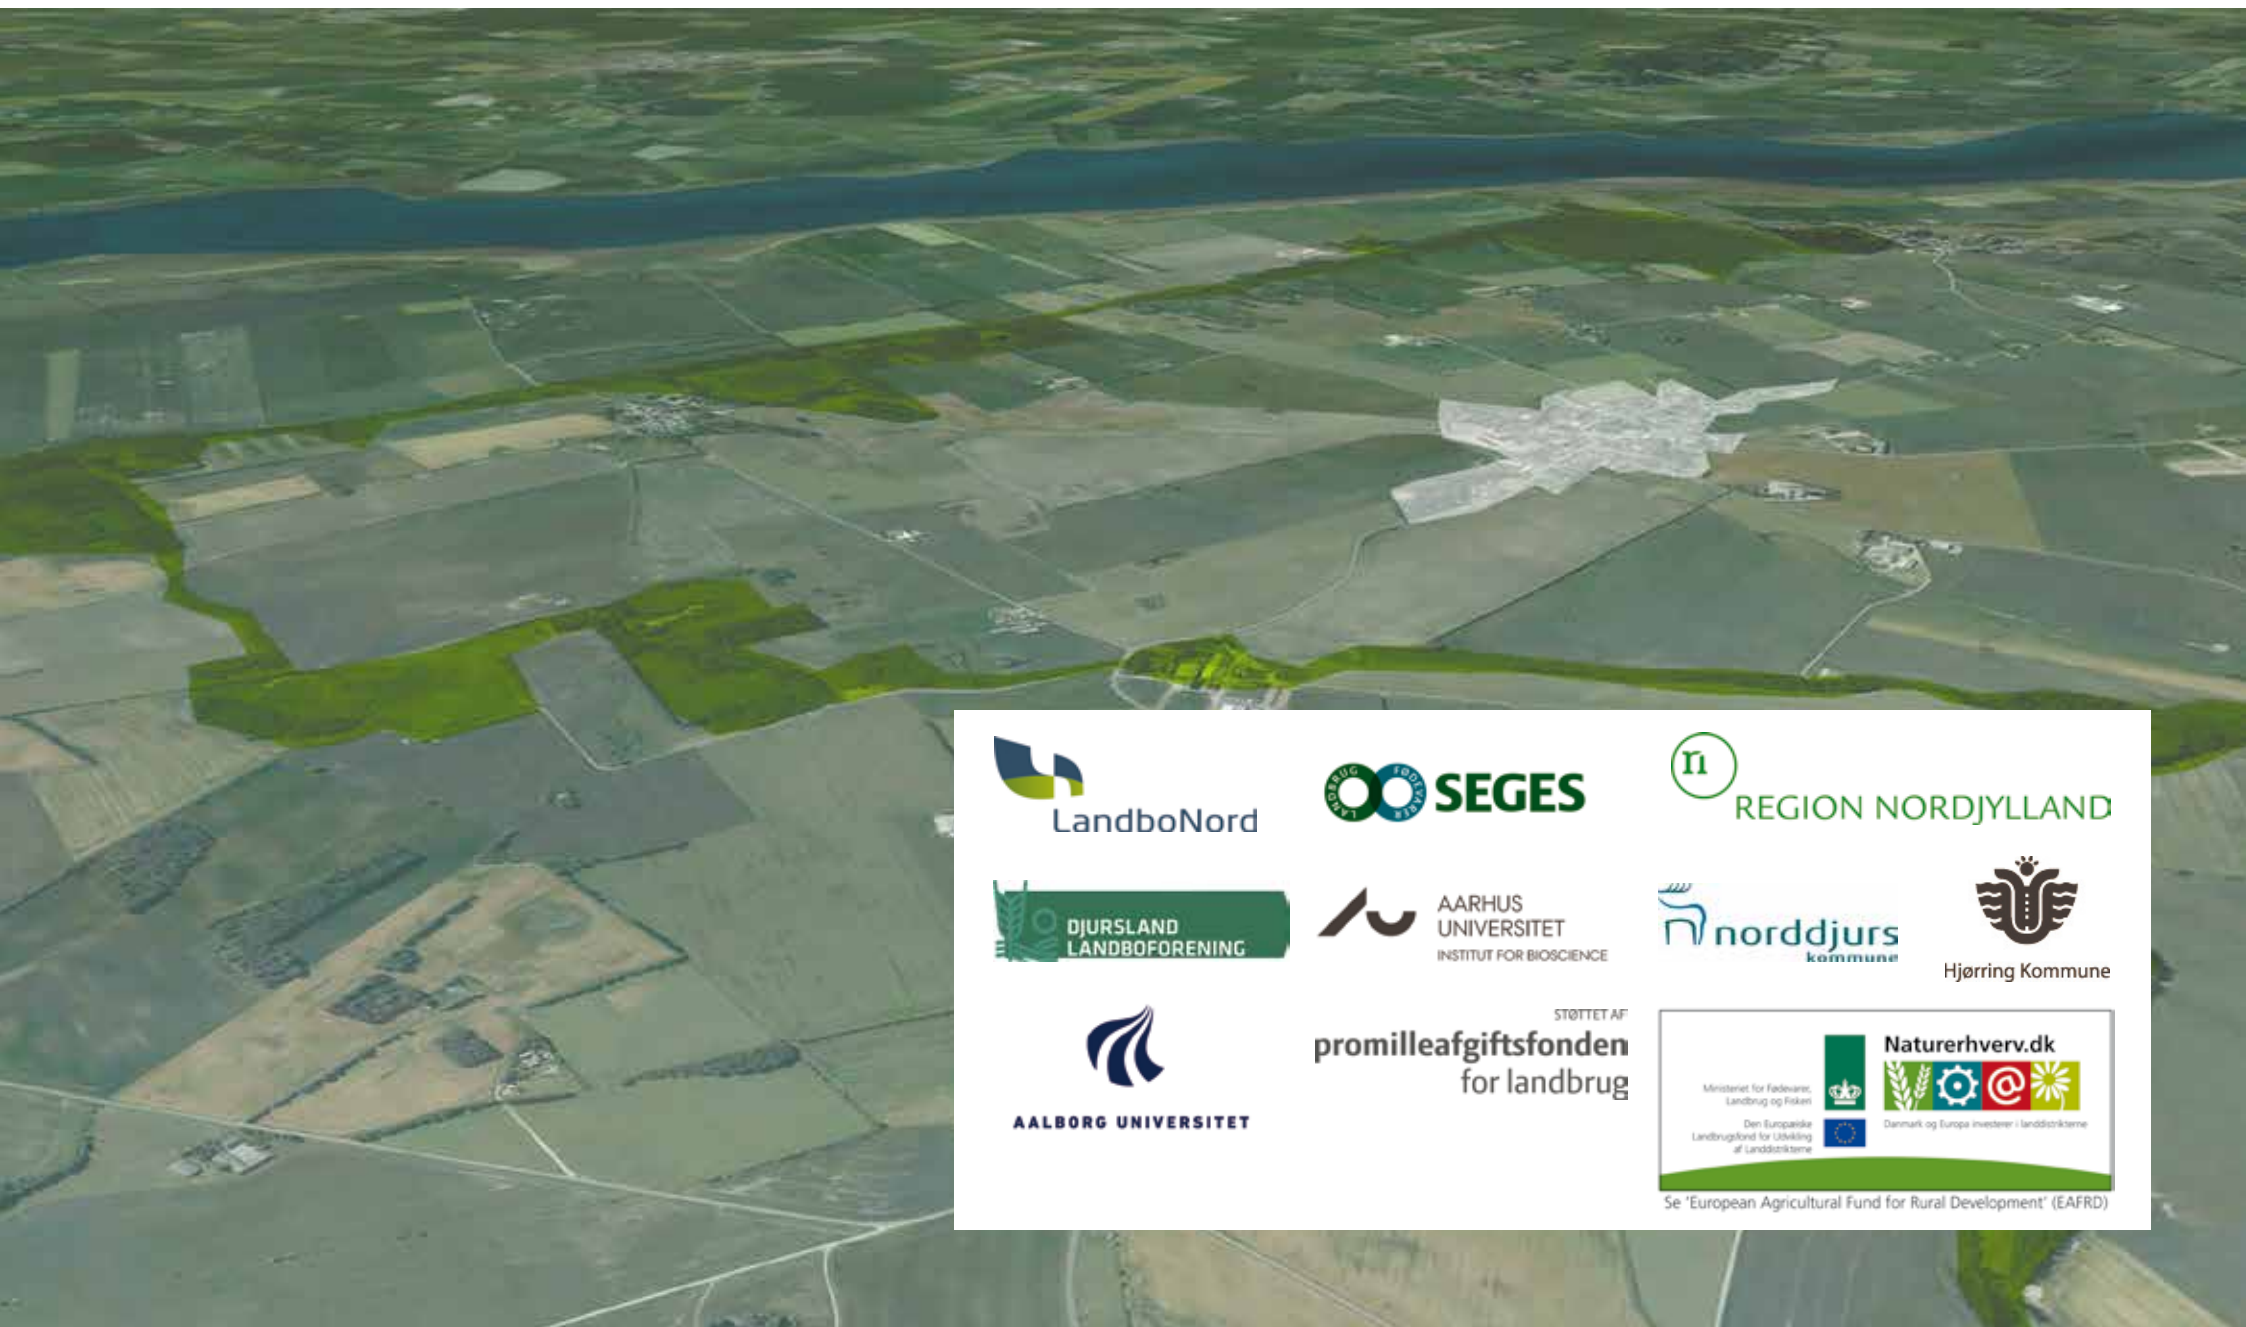 LandboNord
LANDBRUG FØDEVARER
SEGES
n
REGION NORDJYLLAND
DJURSLAND
LANDBOFORENING
AARHUS
UNIVERSITET
INSTITUT FOR BIOSCIENCE
norddjurs
kommune
Hjørring Kommune
AALBORG UNIVERSITET
STØTTET AF
promilleafgiftsfonden
for landbrug
Ministeriet for Fødevarer,
Landbrug og Fiskeri
Den Europæiske
Landbrugsfond for Udvikling
af Landdistrikterne
Naturerhverv.dk
@
Danmark og Europa investerer i landdistrikterne
Se 'European Agricultural Fund for Rural Development' (EAFRD)